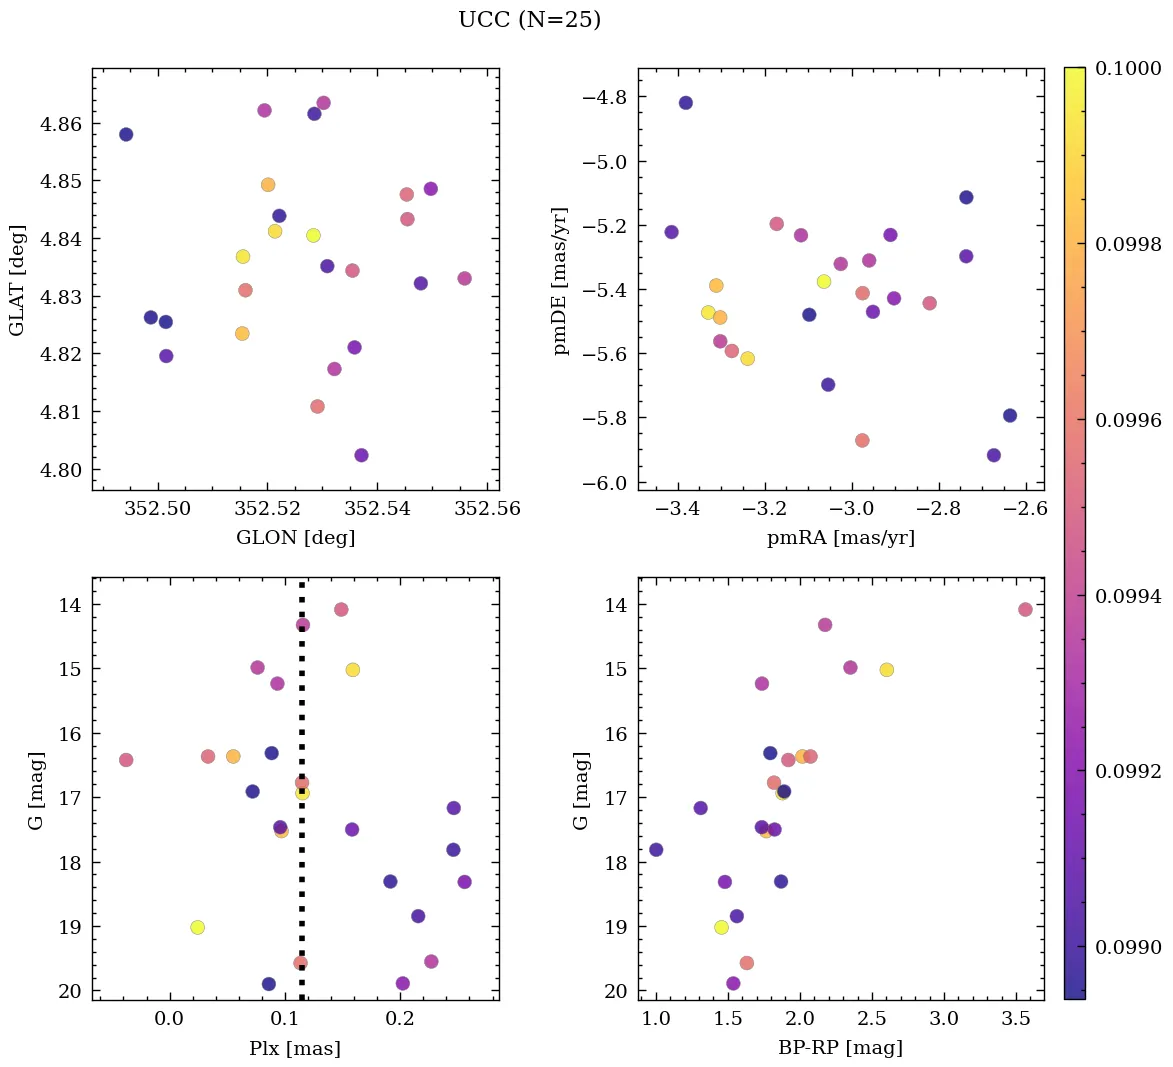 UCC (N=25)
4.86
4.85
4.84
4.83
4.82
4.81
4.80
GLAT [deg]
352.50 352.52 352.54 352.56
GLON [deg]
−4.8
−5.0
−5.2
−5.4
−5.6
−5.8
−6.0
pmDE [mas/yr]
−3.4 −3.2 −3.0 −2.8 −2.6
pmRA [mas/yr]
14
15
16
17
18
19
20
G [mag]
0.0 0.1 0.2
Plx [mas]
14
15
16
17
18
19
20
G [mag]
1.0 1.5 2.0 2.5 3.0 3.5
BP-RP [mag]
0.1000
0.0998
0.0996
0.0994
0.0992
0.0990